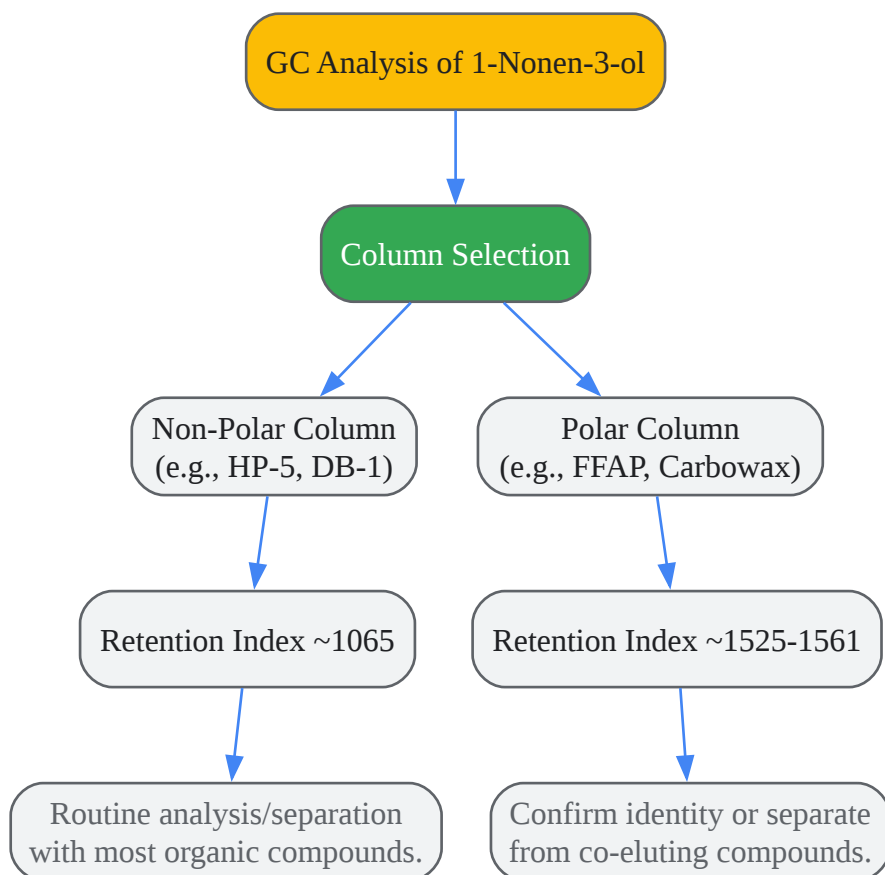 GC Analysis of 1-Nonen-3-ol
Column Selection
Non-Polar Column
(e.g., HP-5, DB-1)
Polar Column
(e.g., FFAP, Carbowax)
Retention Index ~1065
Retention Index ~1525-1561
Routine analysis/separation
with most organic compounds.
Confirm identity or separate
from co-eluting compounds.